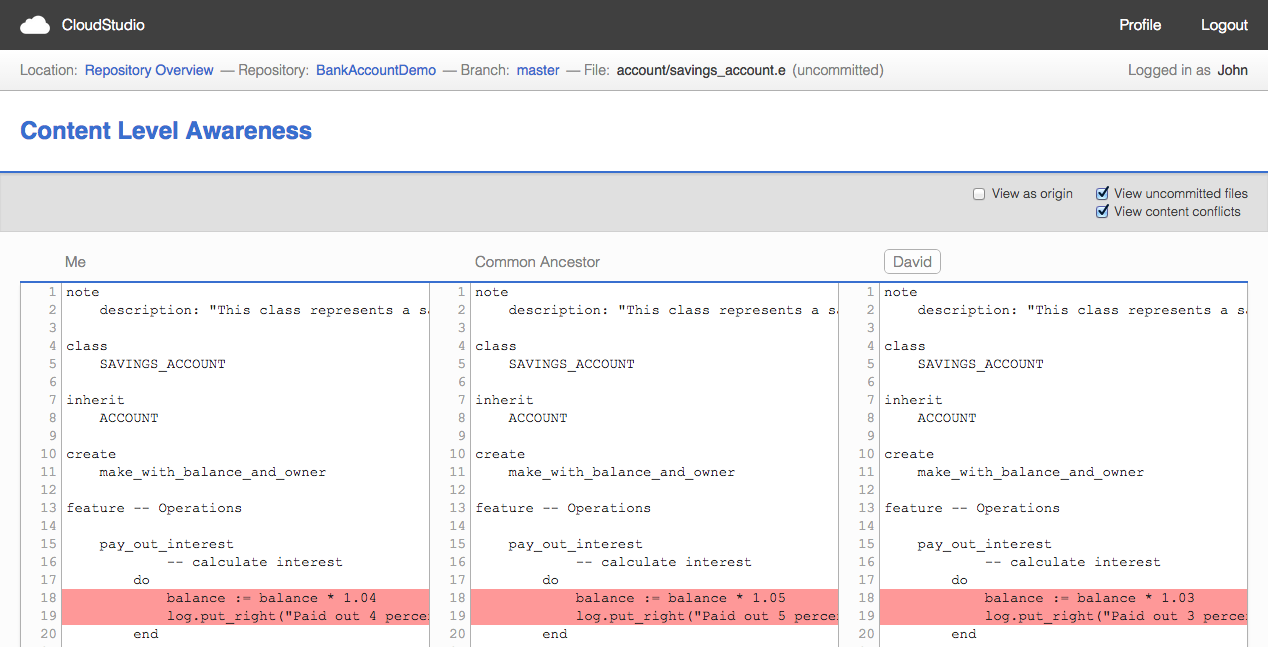 CloudStudio Profile Logout
Location: Repository Overview — Repository: BankAccountDemo — Branch: master — File: account/savings_account.e (uncommitted) Logged in as John
Content Level Awareness
View as origin View uncommitted files
View content conflicts
Me Common Ancestor David
1 note
2 description: "This class represents a s
3
4 class
5 SAVINGS_ACCOUNT
6
7 inherit
8 ACCOUNT
9
10 create
11 make_with_balance_and_owner
12
13 feature -- Operations
14
15 pay_out_interest
16 -- calculate interest
17 do
18 balance := balance * 1.04
19 log.put_right("Paid out 4 perce
20 end
1 note
2 description: "This class represents a s
3
4 class
5 SAVINGS_ACCOUNT
6
7 inherit
8 ACCOUNT
9
10 create
11 make_with_balance_and_owner
12
13 feature -- Operations
14
15 pay_out_interest
16 -- calculate interest
17 do
18 balance := balance * 1.05
19 log.put_right("Paid out 5 perce
20 end
1 note
2 description: "This class represents a s
3
4 class
5 SAVINGS_ACCOUNT
6
7 inherit
8 ACCOUNT
9
10 create
11 make_with_balance_and_owner
12
13 feature -- Operations
14
15 pay_out_interest
16 -- calculate interest
17 do
18 balance := balance * 1.03
19 log.put_right("Paid out 3 perce
20 end